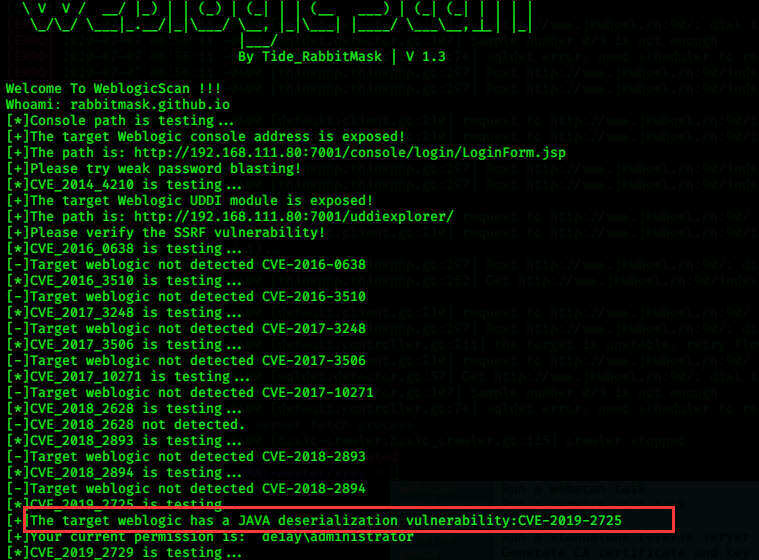 By Tide_RabbitMask | V 1.3
Welcome To WeblogicScan !!!
Whoami: rabbitmask.github.io
[*]Console path is testing...
[+]The target Weblogic console address is exposed!
[+]The path is: http://192.168.111.80:7001/console/login/LoginForm.jsp
[+]Please try weak password blasting!
[*]CVE_2014_4210 is testing...
[+]The target Weblogic UDDI module is exposed!
[+]The path is: http://192.168.111.80:7001/uddiexplorer/
[+]Please verify the SSRF vulnerability!
[*]CVE_2016_0638 is testing...
[-]Target weblogic not detected CVE-2016-0638
[*]CVE_2016_3510 is testing...
[-]Target weblogic not detected CVE-2016-3510
[*]CVE_2017_3248 is testing...
[-]Target weblogic not detected CVE-2017-3248
[*]CVE_2017_3506 is testing...
[-]Target weblogic not detected CVE-2017-3506
[*]CVE_2017_10271 is testing...
[-]Target weblogic not detected CVE-2017-10271
[*]CVE_2018_2628 is testing...
[-]CVE_2018_2628 not detected.
[*]CVE_2018_2893 is testing...
[-]Target weblogic not detected CVE-2018-2893
[*]CVE_2018_2894 is testing...
[-]Target weblogic not detected CVE-2018-2894
[*]CVE_2019_2725 is testing...
[+]The target weblogic has a JAVA deserialization vulnerability:CVE-2019-2725
[+]Your current permission is:  delay\administrator
[*]CVE_2019_2729 is testing...